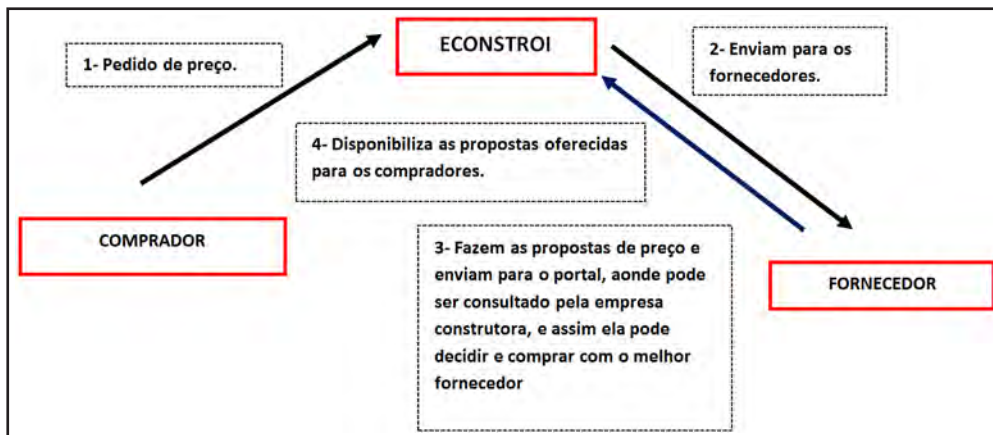 ECONSTROI
1- Pedido de preço.
2- Enviam para os
fornecedores.
4- Disponibiliza as propostas oferecidas
para os compradores.
COMPRADOR
3- Fazem as propostas de preço e
enviam para o portal, aonde pode
ser consultado pela empresa
construtora, e assim ela pode
decidir e comprar com o melhor
fornecedor
FORNECEDOR